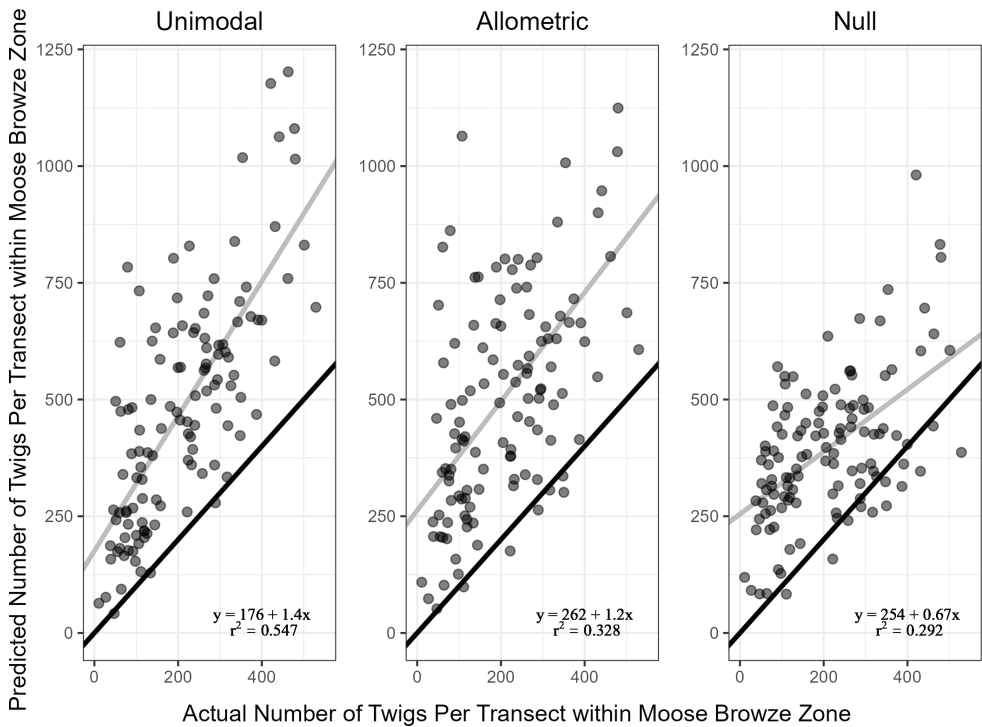 Unimodal
Allometric
Null
Predicted Number of Twigs Per Transect within Moose Browze Zone
1250
1000
750
500
250
0
y = 176 + 1.4x
r² = 0.547
0
200
400
1250
1000
750
500
250
0
y = 262 + 1.2x
r² = 0.328
0
200
400
1250
1000
750
500
250
0
y = 254 + 0.67x
r² = 0.292
0
200
400
Actual Number of Twigs Per Transect within Moose Browze Zone